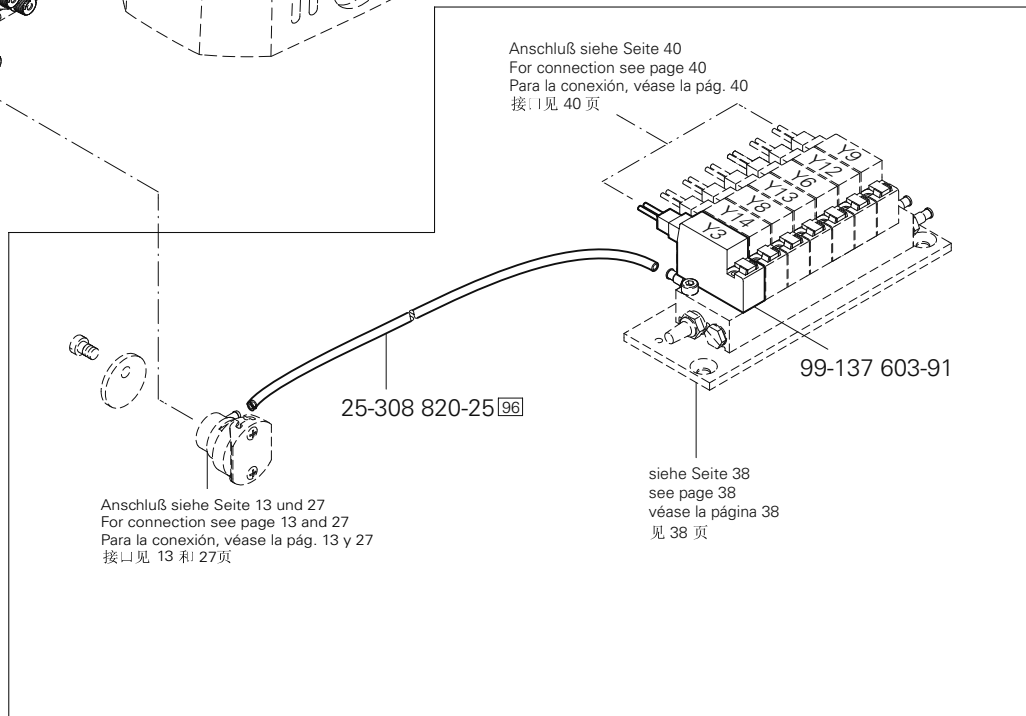 Anschluß siehe Seite 40
For connection see page 40
Para la conexión, véase la pág. 40
接口见 40 页
Y9
Y12
Y6
Y13
Y8
Y14
Y3
99-137 603-91
25-308 820-25 96
siehe Seite 38
see page 38
véase la página 38
见 38 页
Anschluß siehe Seite 13 und 27
For connection see page 13 and 27
Para la conexión, véase la pág. 13 y 27
接口见 13 和 27页